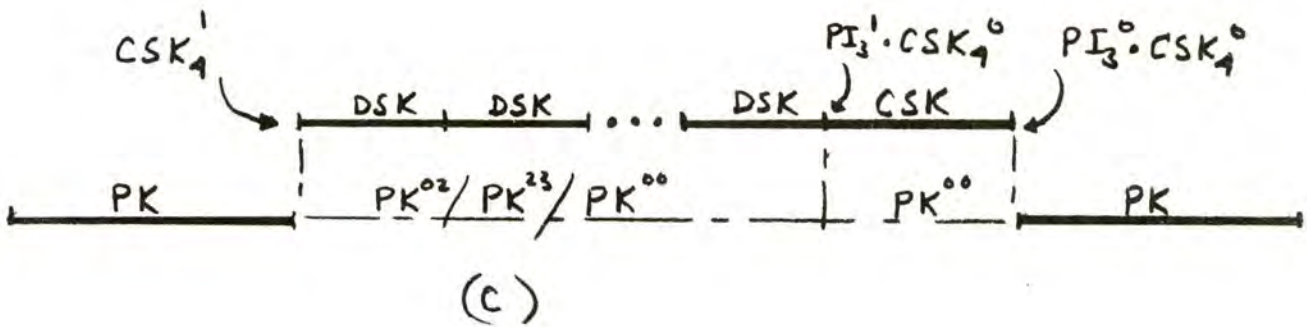 CSK₄¹ PI₃¹·CSK₄⁰ PI₃⁰·CSK₄⁰
DSK DSK ... DSK CSK
PK PK⁰²/PK²³/PK⁰⁰ PK⁰⁰ PK
(C)